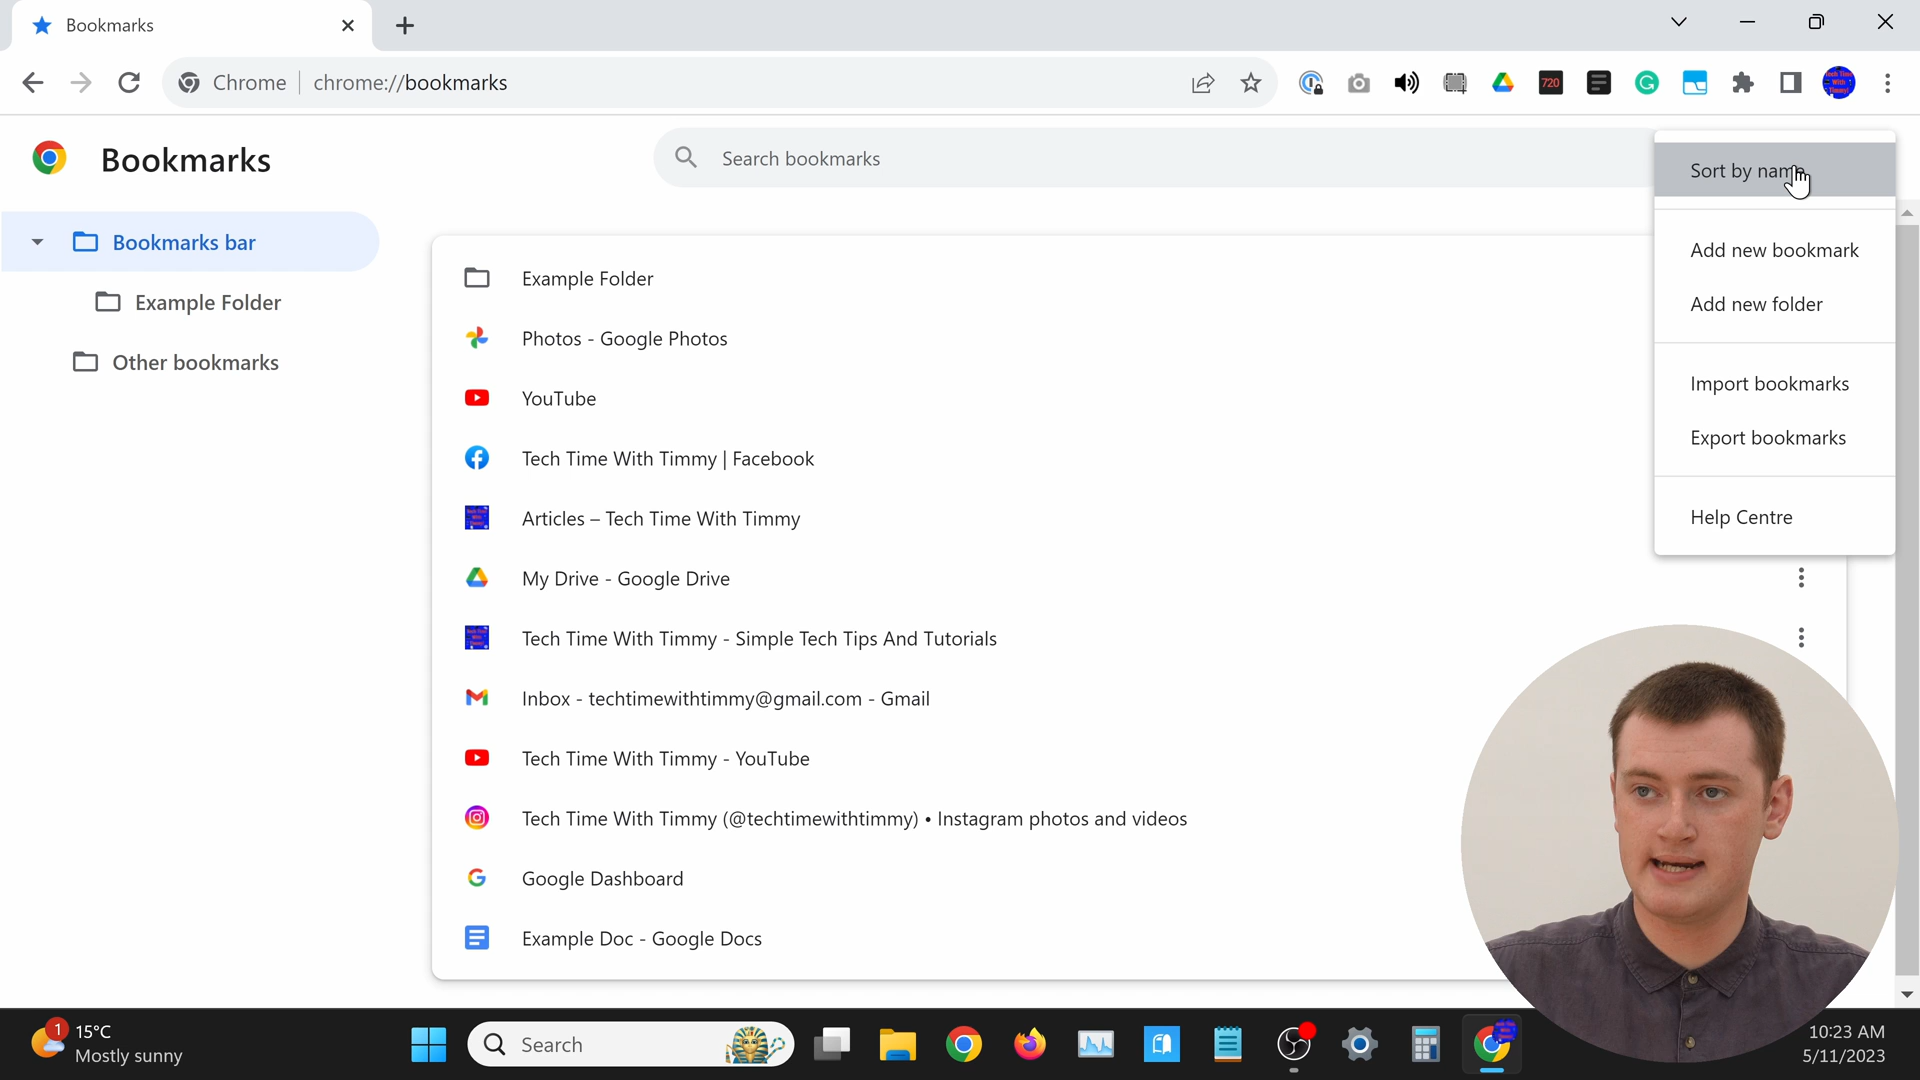 Bookmarks
Chrome
chrome://bookmarks
720
Bookmarks
Search bookmarks
Sort by name
Add new bookmark
Add new folder
Import bookmarks
Export bookmarks
Help Centre
Bookmarks bar
Example Folder
Other bookmarks
Example Folder
Photos - Google Photos
YouTube
Tech Time With Timmy | Facebook
Articles – Tech Time With Timmy
My Drive - Google Drive
Tech Time With Timmy - Simple Tech Tips And Tutorials
Inbox - techtimewithtimmy@gmail.com - Gmail
Tech Time With Timmy - YouTube
Tech Time With Timmy (@techtimewithtimmy) • Instagram photos and videos
Google Dashboard
Example Doc - Google Docs
1
15°C
Mostly sunny
Search
10:23 AM
5/11/2023